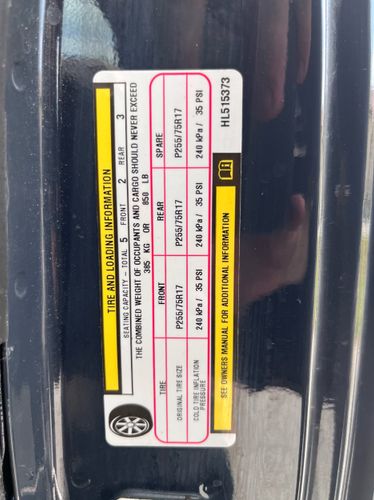 TIRE AND LOADING INFORMATION
SEATING CAPACITY - TOTAL 5 FRONT 2 REAR 3
THE COMBINED WEIGHT OF OCCUPANTS AND CARGO SHOULD NEVER EXCEED
385 KG OR 850 LB
TIRE FRONT REAR SPARE
ORIGINAL TIRE SIZE P255/75R17 P255/75R17 P255/75R17
COLD TIRE INFLATION PRESSURE 240 kPa / 35 PSI 240 kPa / 35 PSI 240 kPa / 35 PSI
SEE OWNERS MANUAL FOR ADDITIONAL INFORMATION
HL515373